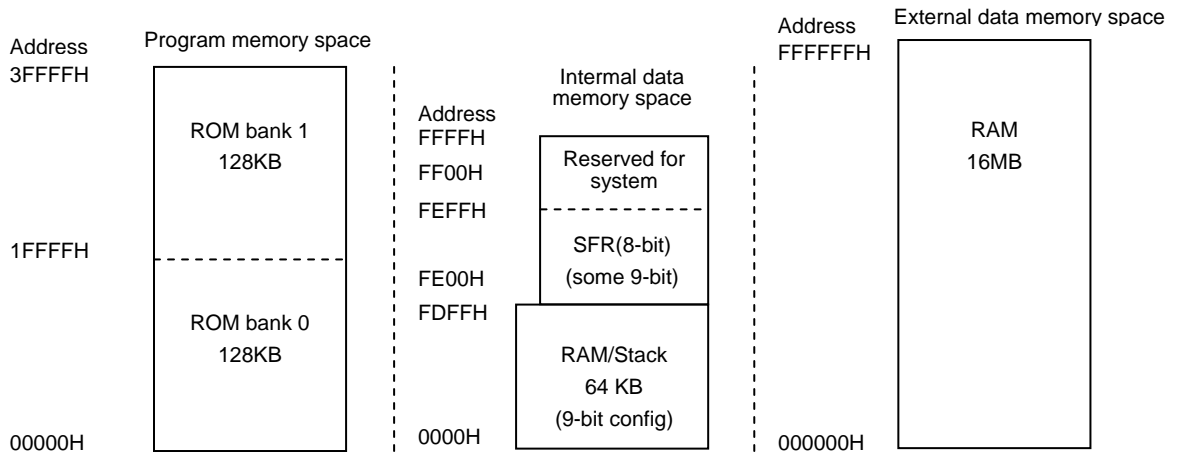 Address
3FFFFH
Program memory space
ROM bank 1
128KB
1FFFFH
ROM bank 0
128KB
00000H
Intermal data
memory space
Address
FFFFH
FF00H
Reserved for
system
FEFFH
SFR(8-bit)
(some 9-bit)
FE00H
FDFFH
RAM/Stack
64 KB
(9-bit config)
0000H
External data memory space
Address
FFFFFFH
RAM
16MB
000000H